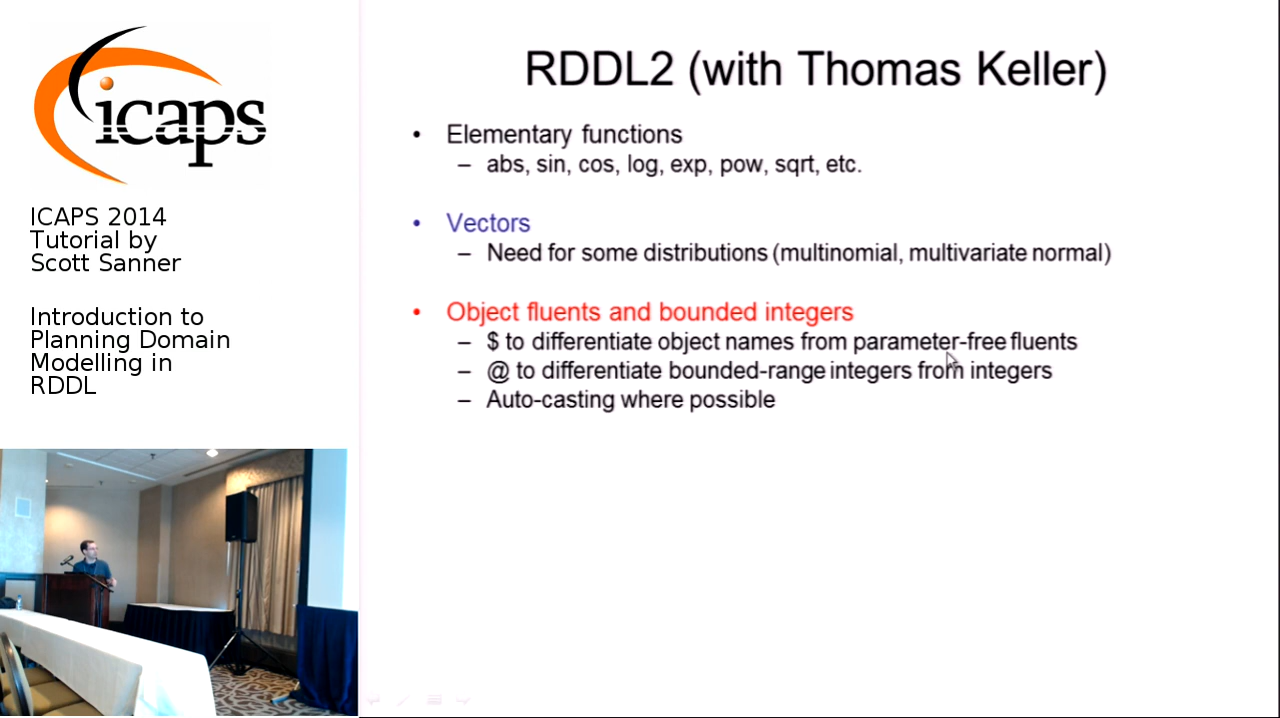 icaps
ICAPS 2014
Tutorial by
Scott Sanner
Introduction to
Planning Domain
Modelling in
RDDL
RDDL2 (with Thomas Keller)
• Elementary functions
– abs, sin, cos, log, exp, pow, sqrt, etc.
• Vectors
– Need for some distributions (multinomial, multivariate normal)
• Object fluents and bounded integers
– $ to differentiate object names from parameter-free fluents
– @ to differentiate bounded-range integers from integers
– Auto-casting where possible